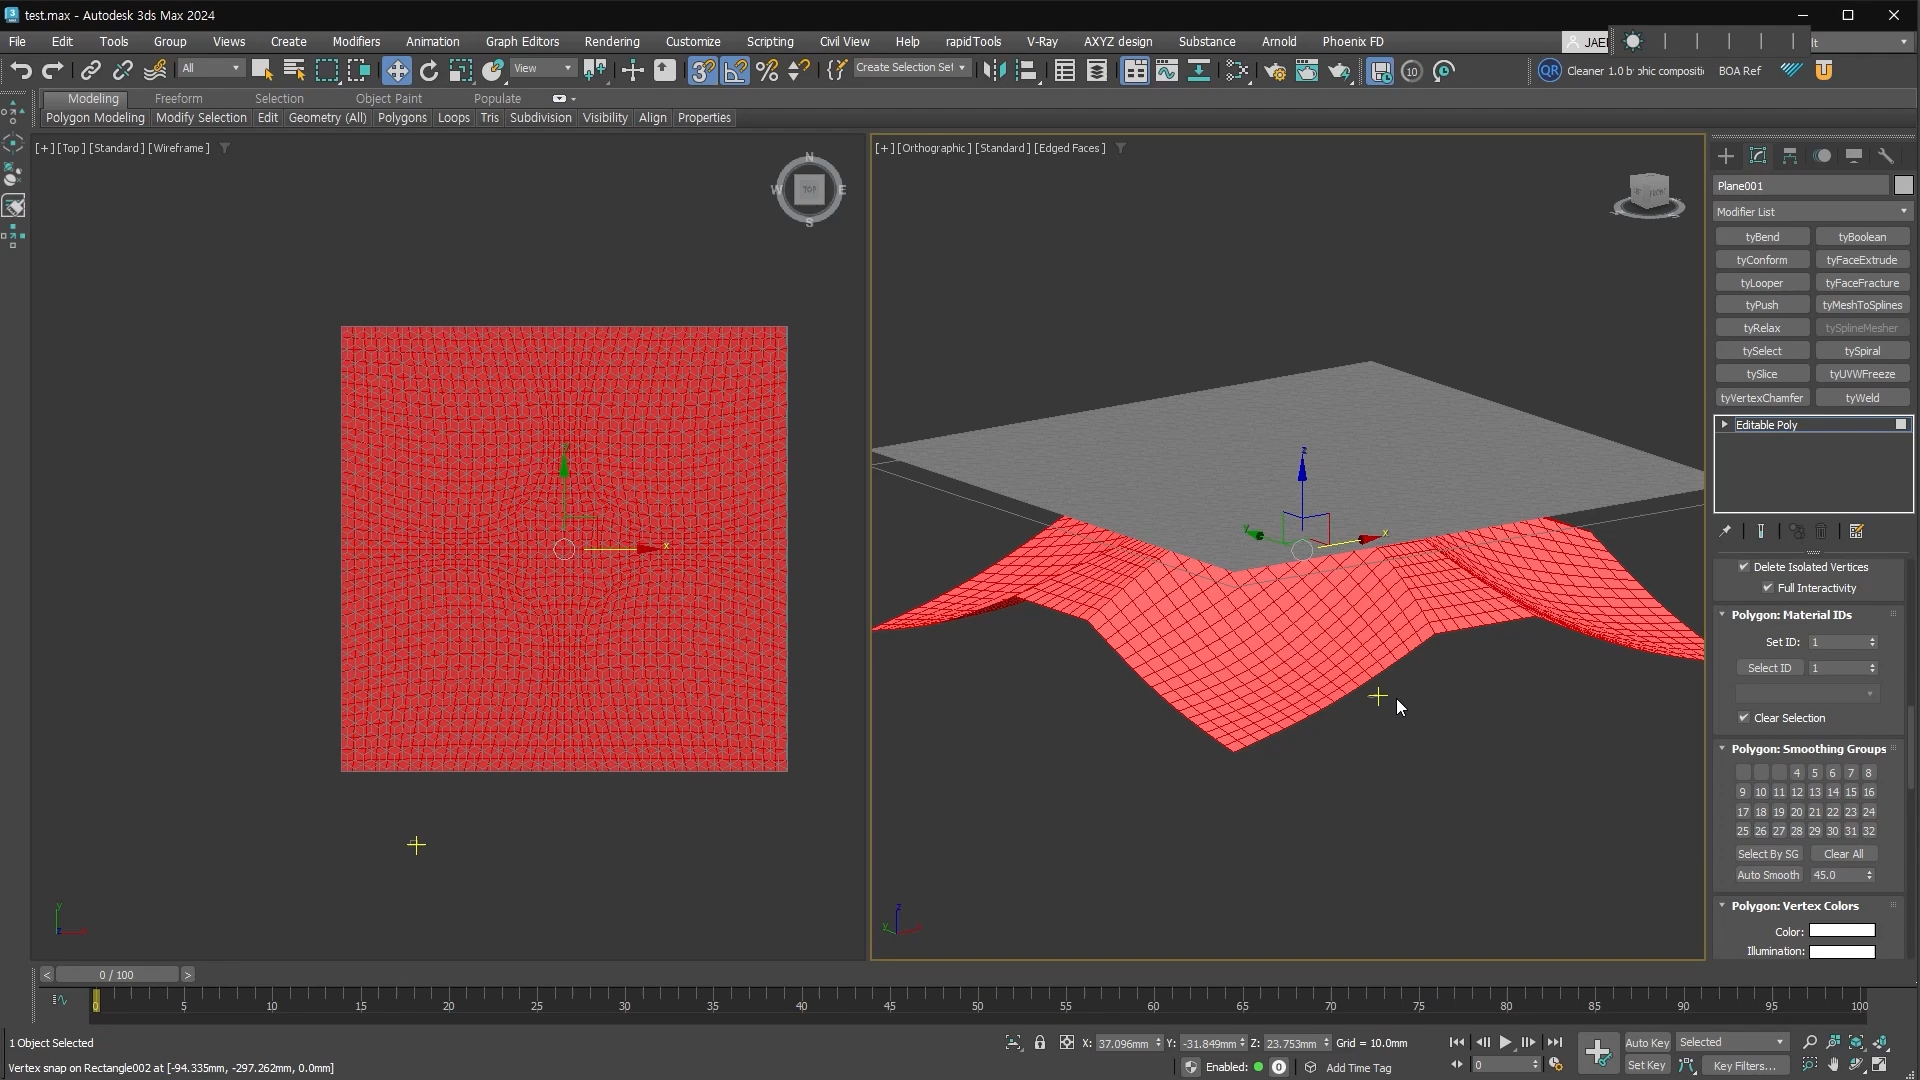 test.max - Autodesk 3ds Max 2024
File Edit Tools Group Views Create Modifiers Animation Graph Editors Rendering Customize Scripting Civil View Help rapidTools V-Ray AXYZ design Substance Arnold Phoenix FD
All View Create Selection Set Cleaner 1.0 BOA Ref
Modeling Freeform Selection Object Paint Populate
Polygon Modeling Modify Selection Edit Geometry (All) Polygons Loops Tris Subdivision Visibility Align Properties
[+] [Top] [Standard] [Wireframe]
[+] [Orthographic] [Standard] [Edged Faces]
N
W TOP E
S
Plane001
Modifier List
tyBend tyBoolean
tyConform tyFaceExtrude
tyLooper tyFaceFracture
tyPush tyMeshToSplines
tyRelax tySplineMesher
tySelect tySpiral
tySlice tyUVWFreeze
tyVertexChamfer tyWeld
Editable Poly
Delete Isolated Vertices
Full Interactivity
Polygon: Material IDs
Set ID: 1
Select ID 1
Clear Selection
Polygon: Smoothing Groups
4 5 6 7 8
9 10 11 12 13 14 15 16
17 18 19 20 21 22 23 24
25 26 27 28 29 30 31 32
Select By SG Clear All
Auto Smooth 45.0
Polygon: Vertex Colors
Color:
Illumination:
< 0 / 100 >
0 5 10 15 20 25 30 35 40 45 50 55 60 65 70 75 80 85 90 95 100
1 Object Selected X: 37.096mm Y: -31.849mm Z: 23.753mm Grid = 10.0mm Auto Key Selected
Vertex snap on Rectangle002 at [-94.335mm, -297.262mm, 0.0mm] Enabled: 0 Add Time Tag 0 Set Key Key Filters...